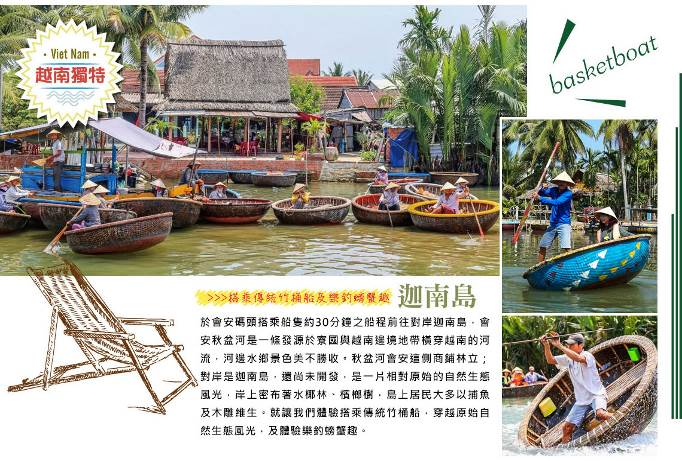 Viet Nam
越南獨特
basketboat
>>>搭乘傳統竹桶船及樂釣螃蟹趣
迦南島
於會安碼頭搭乘船隻約30分鐘之船程前往對岸迦南島，會
安秋盆河是一條發源於寮國與越南邊境地帶橫穿越南的河
流，河邊水鄉景色美不勝收。秋盆河會安這側商舖林立；
對岸是迦南島，還尚未開發，是一片相對原始的自然生態
風光，岸上密布著水椰林、檳榔樹，島上居民大多以捕魚
及木雕維生。就讓我們體驗搭乘傳統竹桶船，穿越原始自
然生態風光，及體驗樂釣螃蟹趣。